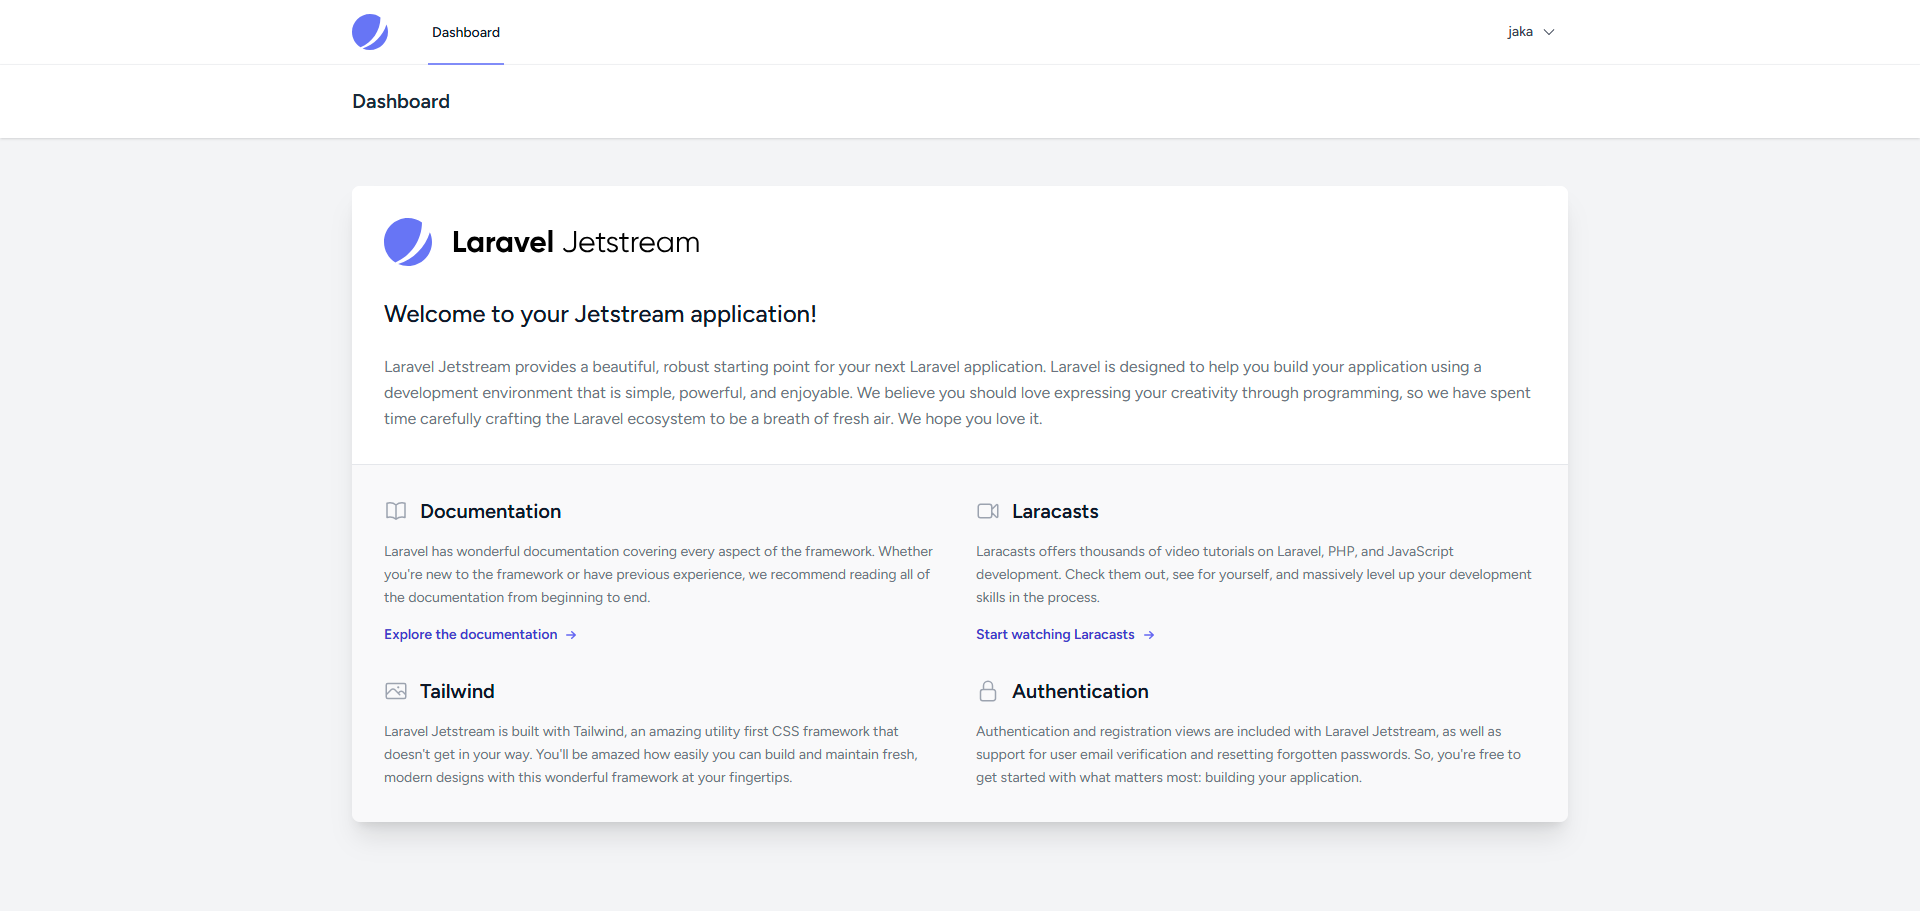 Dashboard
jaka
Dashboard
Laravel Jetstream
Welcome to your Jetstream application!
Laravel Jetstream provides a beautiful, robust starting point for your next Laravel application. Laravel is designed to help you build your application using a
development environment that is simple, powerful, and enjoyable. We believe you should love expressing your creativity through programming, so we have spent
time carefully crafting the Laravel ecosystem to be a breath of fresh air. We hope you love it.
Documentation
Laravel has wonderful documentation covering every aspect of the framework. Whether
you're new to the framework or have previous experience, we recommend reading all of
the documentation from beginning to end.
Explore the documentation
Laracasts
Laracasts offers thousands of video tutorials on Laravel, PHP, and JavaScript
development. Check them out, see for yourself, and massively level up your development
skills in the process.
Start watching Laracasts
Tailwind
Laravel Jetstream is built with Tailwind, an amazing utility first CSS framework that
doesn't get in your way. You'll be amazed how easily you can build and maintain fresh,
modern designs with this wonderful framework at your fingertips.
Authentication
Authentication and registration views are included with Laravel Jetstream, as well as
support for user email verification and resetting forgotten passwords. So, you're free to
get started with what matters most: building your application.